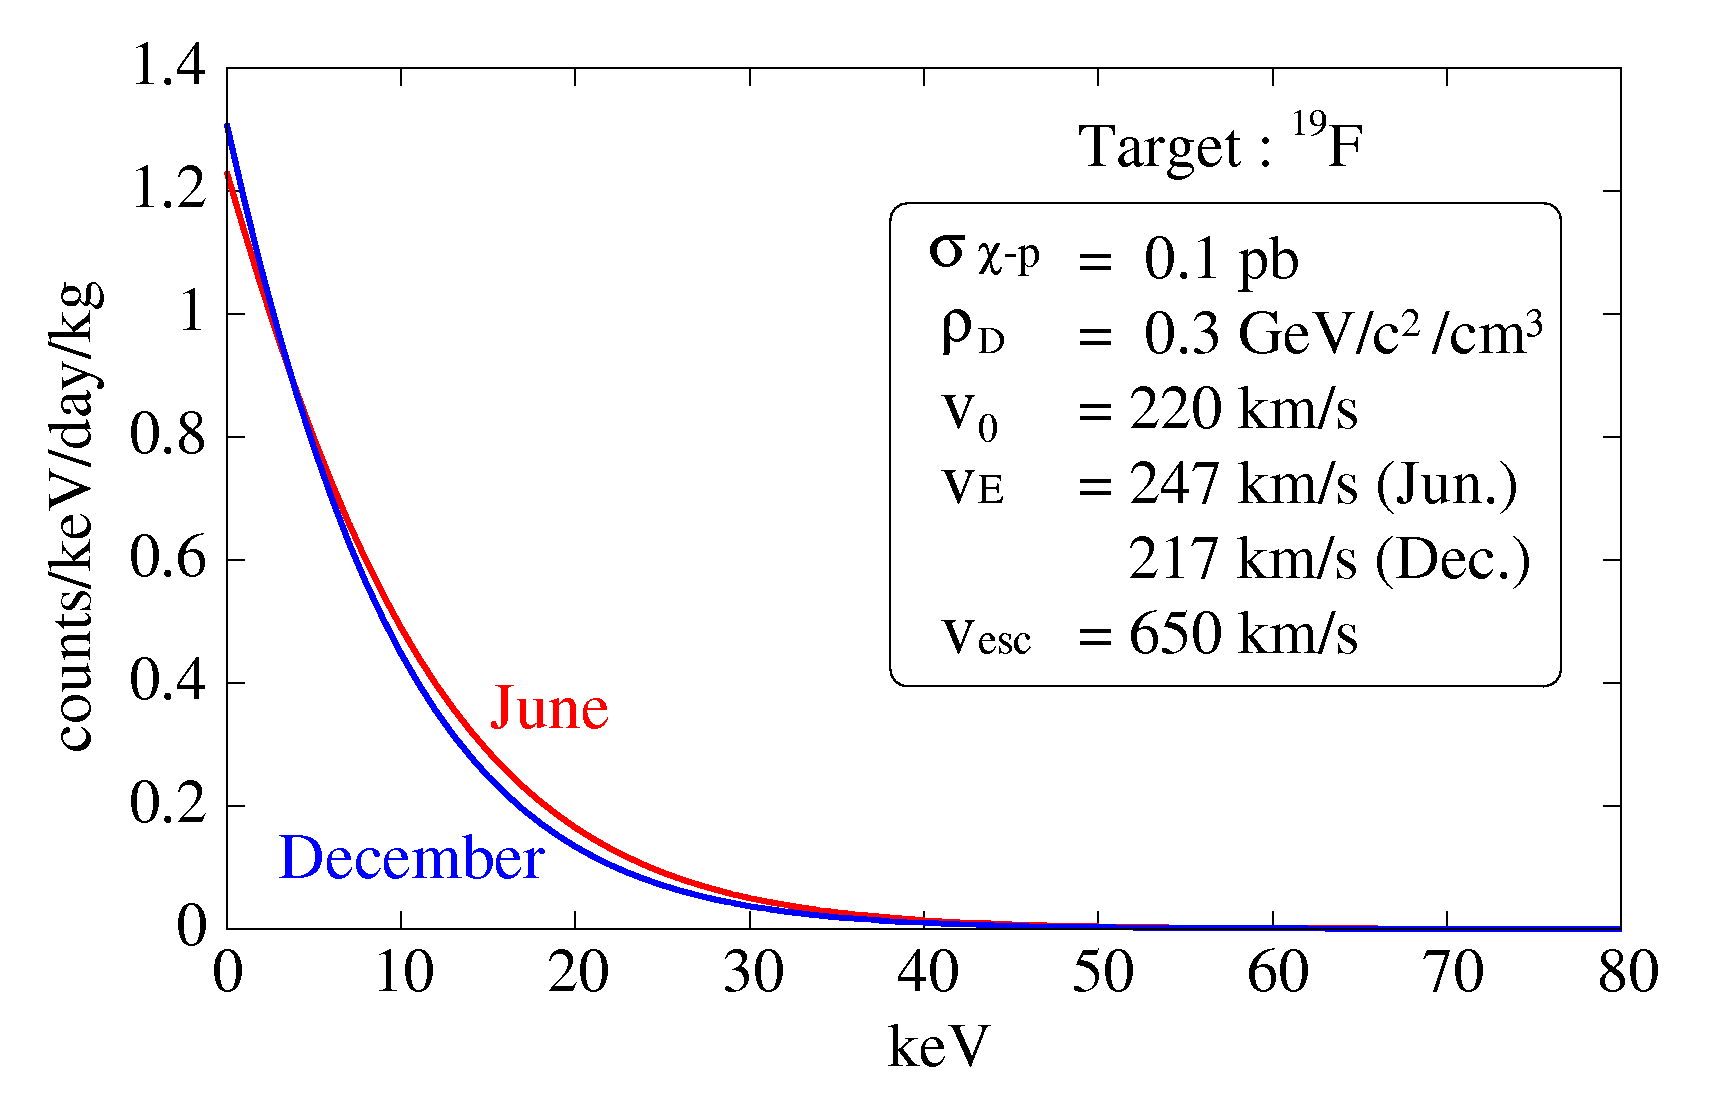 1.4
1.2
1
0.8
0.6
0.4
0.2
0
counts/keV/day/kg
Target : ¹⁹F
σ χ-p = 0.1 pb
ρ D = 0.3 GeV/c² /cm³
v₀ = 220 km/s
vE = 247 km/s (Jun.)
217 km/s (Dec.)
vesc = 650 km/s
June
December
0 10 20 30 40 50 60 70 80
keV